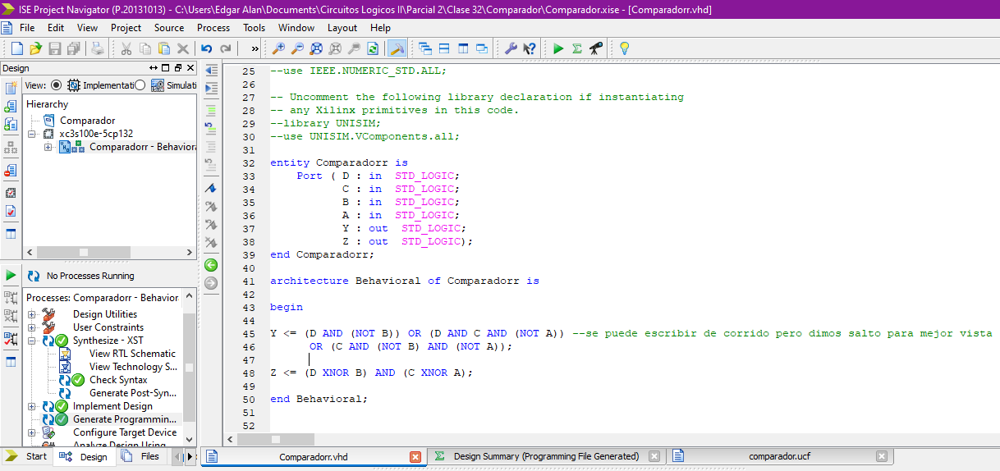 ISE Project Navigator (P.20131013) - C:\Users\Edgar Alan\Documents\Circuitos Logicos II\Parcial 2\Clase 32\Comparador\Comparador.xise - [Comparadorr.vhd]
File Edit View Project Source Process Tools Window Layout Help
Design
View: Implementati Simulati
Hierarchy
Comparador
xc3s100e-5cp132
Comparadorr - Behaviora
No Processes Running
Processes: Comparadorr - Behavior
Design Utilities
User Constraints
Synthesize - XST
View RTL Schematic
View Technology S...
Check Syntax
Generate Post-Syn...
Implement Design
Generate Programmin...
Configure Target Device
Analyze Design Using
Start Design Files
25 --use IEEE.NUMERIC_STD.ALL;
26
27 -- Uncomment the following library declaration if instantiating
28 -- any Xilinx primitives in this code.
29 --library UNISIM;
30 --use UNISIM.VComponents.all;
31
32 entity Comparadorr is
33 Port ( D : in STD_LOGIC;
34 C : in STD_LOGIC;
35 B : in STD_LOGIC;
36 A : in STD_LOGIC;
37 Y : out STD_LOGIC;
38 Z : out STD_LOGIC);
39 end Comparadorr;
40
41 architecture Behavioral of Comparadorr is
42
43 begin
44
45 Y <= (D AND (NOT B)) OR (D AND C AND (NOT A)) --se puede escribir de corrido pero dimos salto para mejor vista
46 OR (C AND (NOT B) AND (NOT A));
47
48 Z <= (D XNOR B) AND (C XNOR A);
49
50 end Behavioral;
51
52
Comparadorr.vhd
Design Summary (Programming File Generated)
comparador.ucf